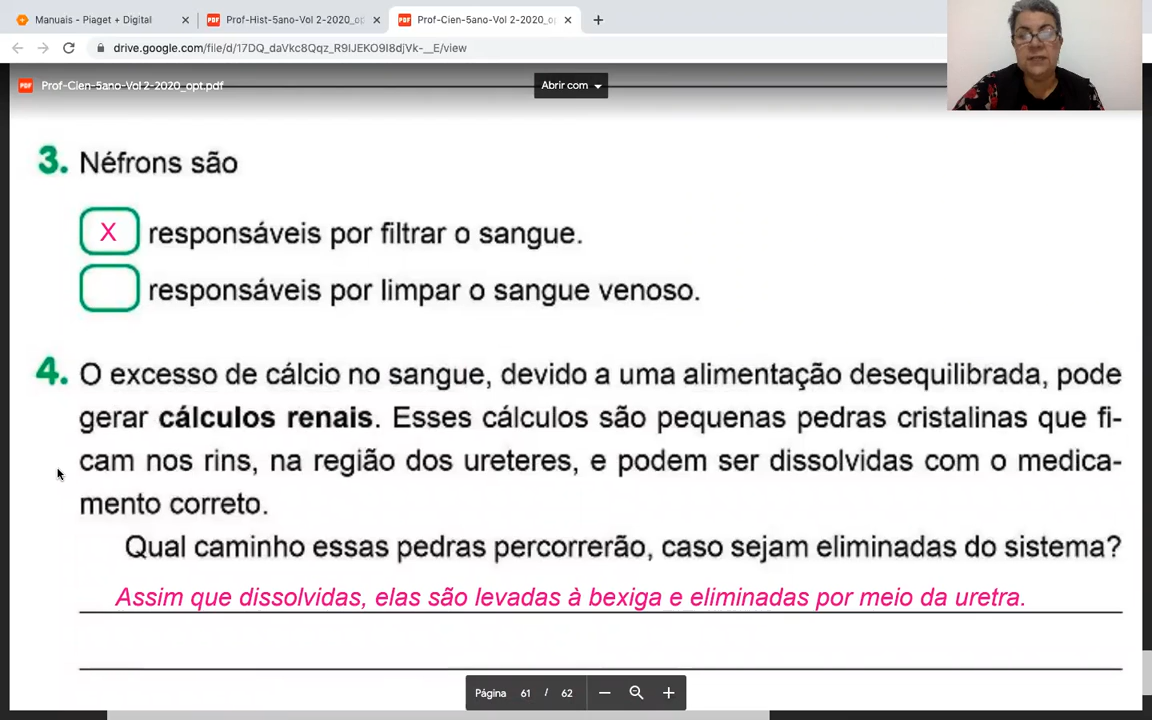 Manuais - Piaget + Digital
Prof-Hist-5ano-Vol 2-2020_op
Prof-Cien-5ano-Vol 2-2020_op
drive.google.com/file/d/17DQ_daVkc8Qqz_R9IJEKO9I8djVk-__E/view
Prof-Cien-5ano-Vol 2-2020_opt.pdf
Abrir com
3. Néfrons são
X responsáveis por filtrar o sangue.
responsáveis por limpar o sangue venoso.
4. O excesso de cálcio no sangue, devido a uma alimentação desequilibrada, pode
gerar cálculos renais. Esses cálculos são pequenas pedras cristalinas que fi-
cam nos rins, na região dos ureteres, e podem ser dissolvidas com o medica-
mento correto.
Qual caminho essas pedras percorrerão, caso sejam eliminadas do sistema?
Assim que dissolvidas, elas são levadas à bexiga e eliminadas por meio da uretra.
Página 61 / 62